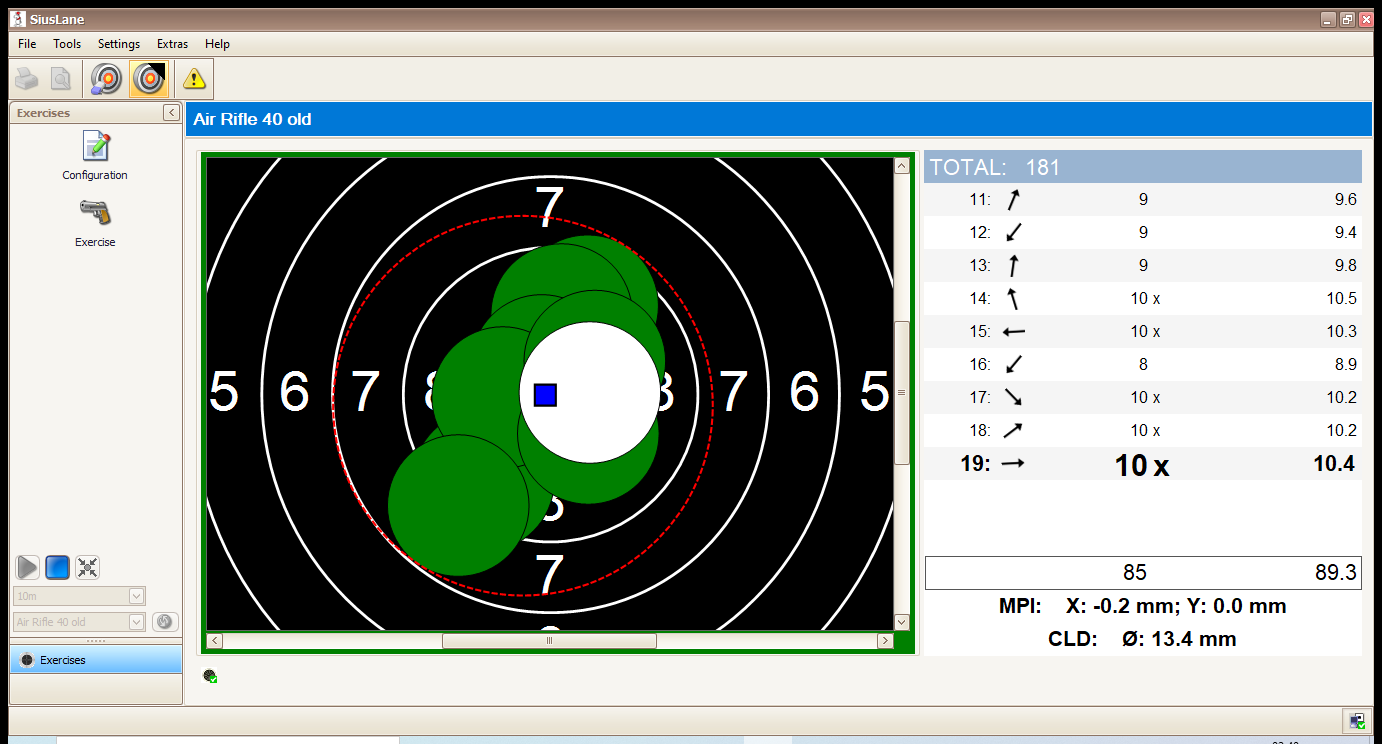 SiusLane
File Tools Settings Extras Help
Exercises
Configuration
Exercise
10m
Air Rifle 40 old
Exercises
Air Rifle 40 old
7
5 6 7 8 8 7 6 5
7
TOTAL: 181
11: 9 9.6
12: 9 9.4
13: 9 9.8
14: 10 x 10.5
15: 10 x 10.3
16: 8 8.9
17: 10 x 10.2
18: 10 x 10.2
19: 10 x 10.4
85 89.3
MPI: X: -0.2 mm; Y: 0.0 mm
CLD: Ø: 13.4 mm